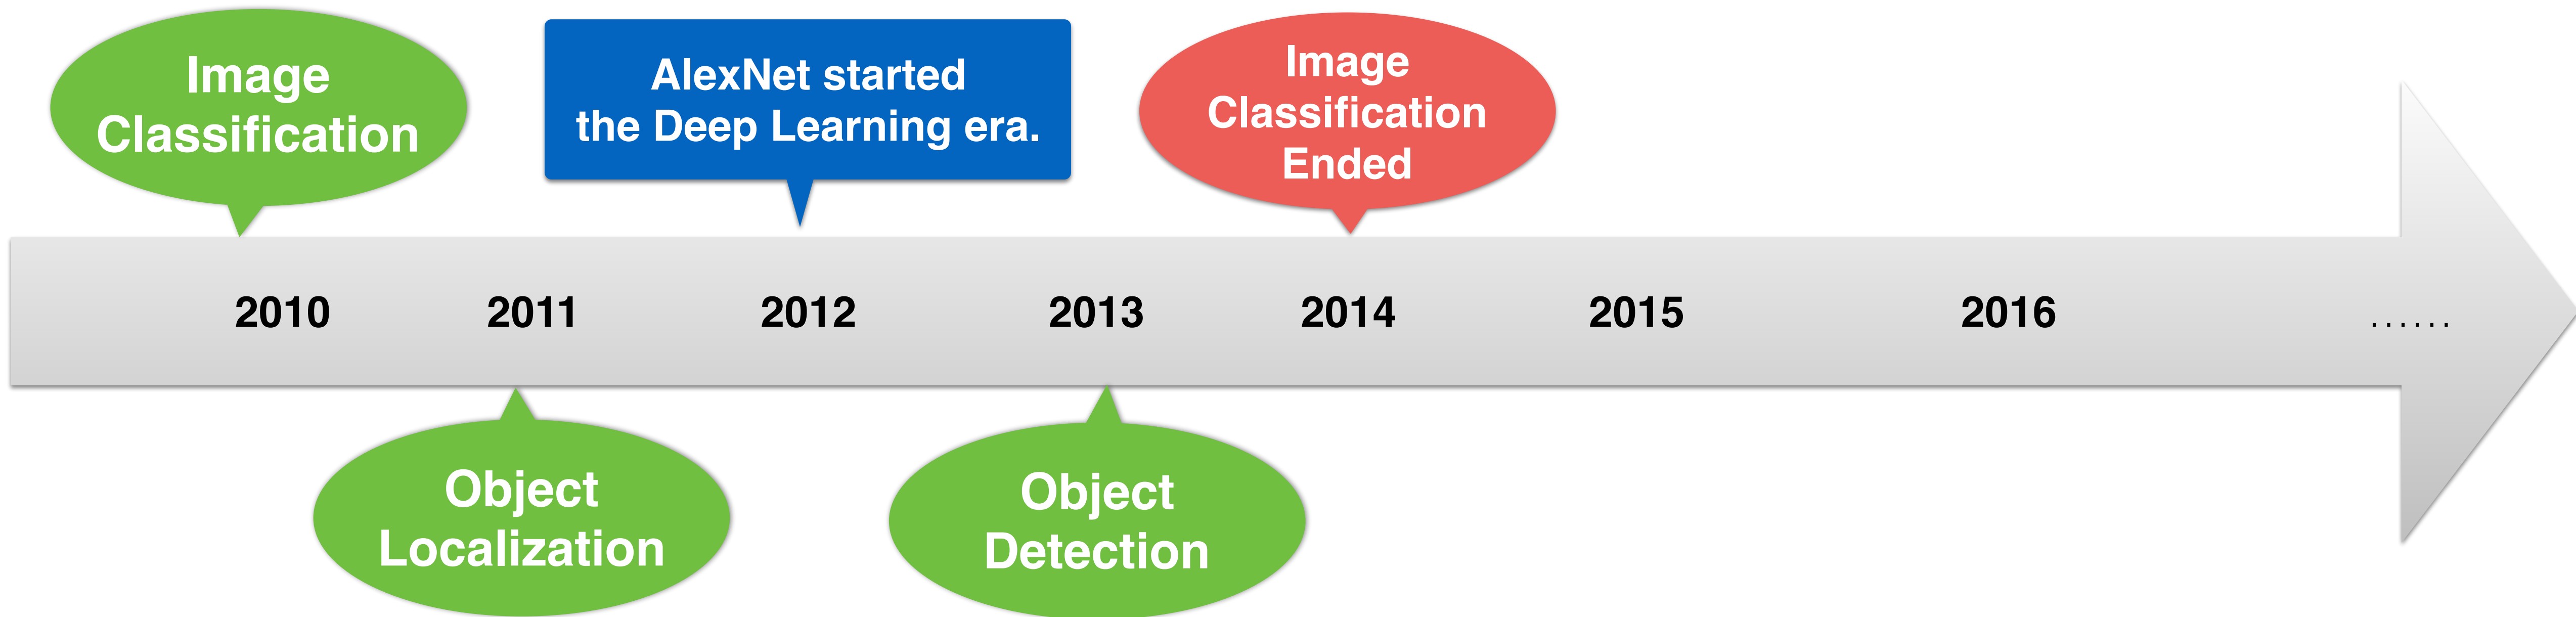 Image
Classification
AlexNet started
the Deep Learning era.
Image
Classification
Ended
2010 2011 2012 2013 2014 2015 2016 ......
Object
Localization
Object
Detection